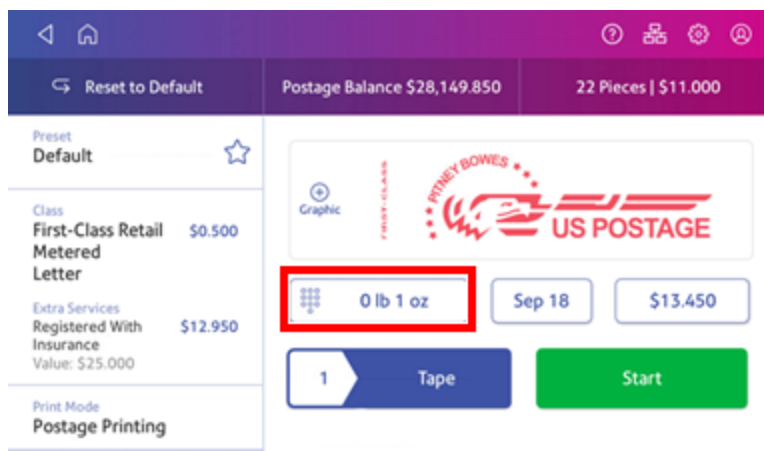 Reset to Default
Postage Balance $28,149.850
22 Pieces | $11.000
Preset
Default
Class
First-Class Retail $0.500
Metered
Letter
Extra Services
Registered With $12.950
Insurance
Value: $25.000
Print Mode
Postage Printing
Graphic
FIRST-CLASS
PITNEY BOWES
US POSTAGE
0 lb 1 oz
Sep 18
$13.450
1
Tape
Start